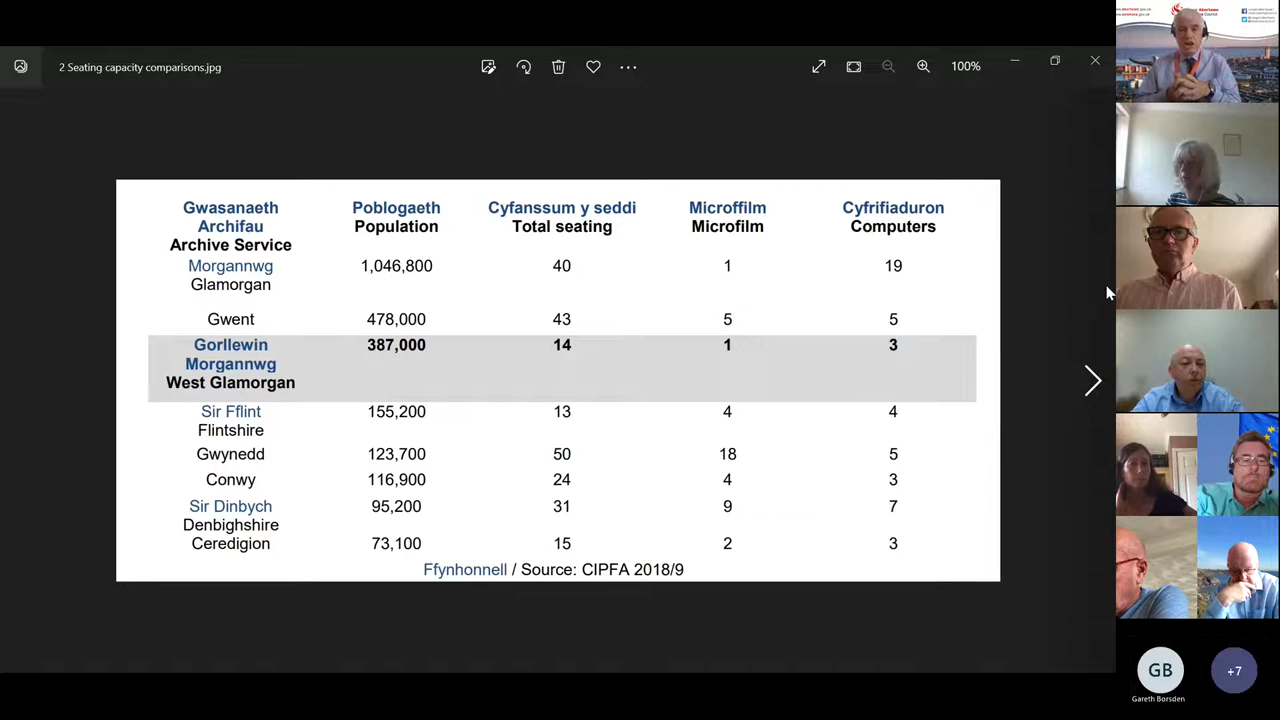 2 Seating capacity comparisons.jpg
100%
Gwasanaeth Archifau Archive Service
Poblogaeth Population
Cyfanssum y seddi Total seating
Microffilm Microfilm
Cyfrifiaduron Computers
Morgannwg Glamorgan 1,046,800 40 1 19
Gwent 478,000 43 5 5
Gorllewin Morgannwg West Glamorgan 387,000 14 1 3
Sir Fflint Flintshire 155,200 13 4 4
Gwynedd 123,700 50 18 5
Conwy 116,900 24 4 3
Sir Dinbych Denbighshire 95,200 31 9 7
Ceredigion 73,100 15 2 3
Ffynhonnell / Source: CIPFA 2018/9
GB
+7
Gareth Borsden